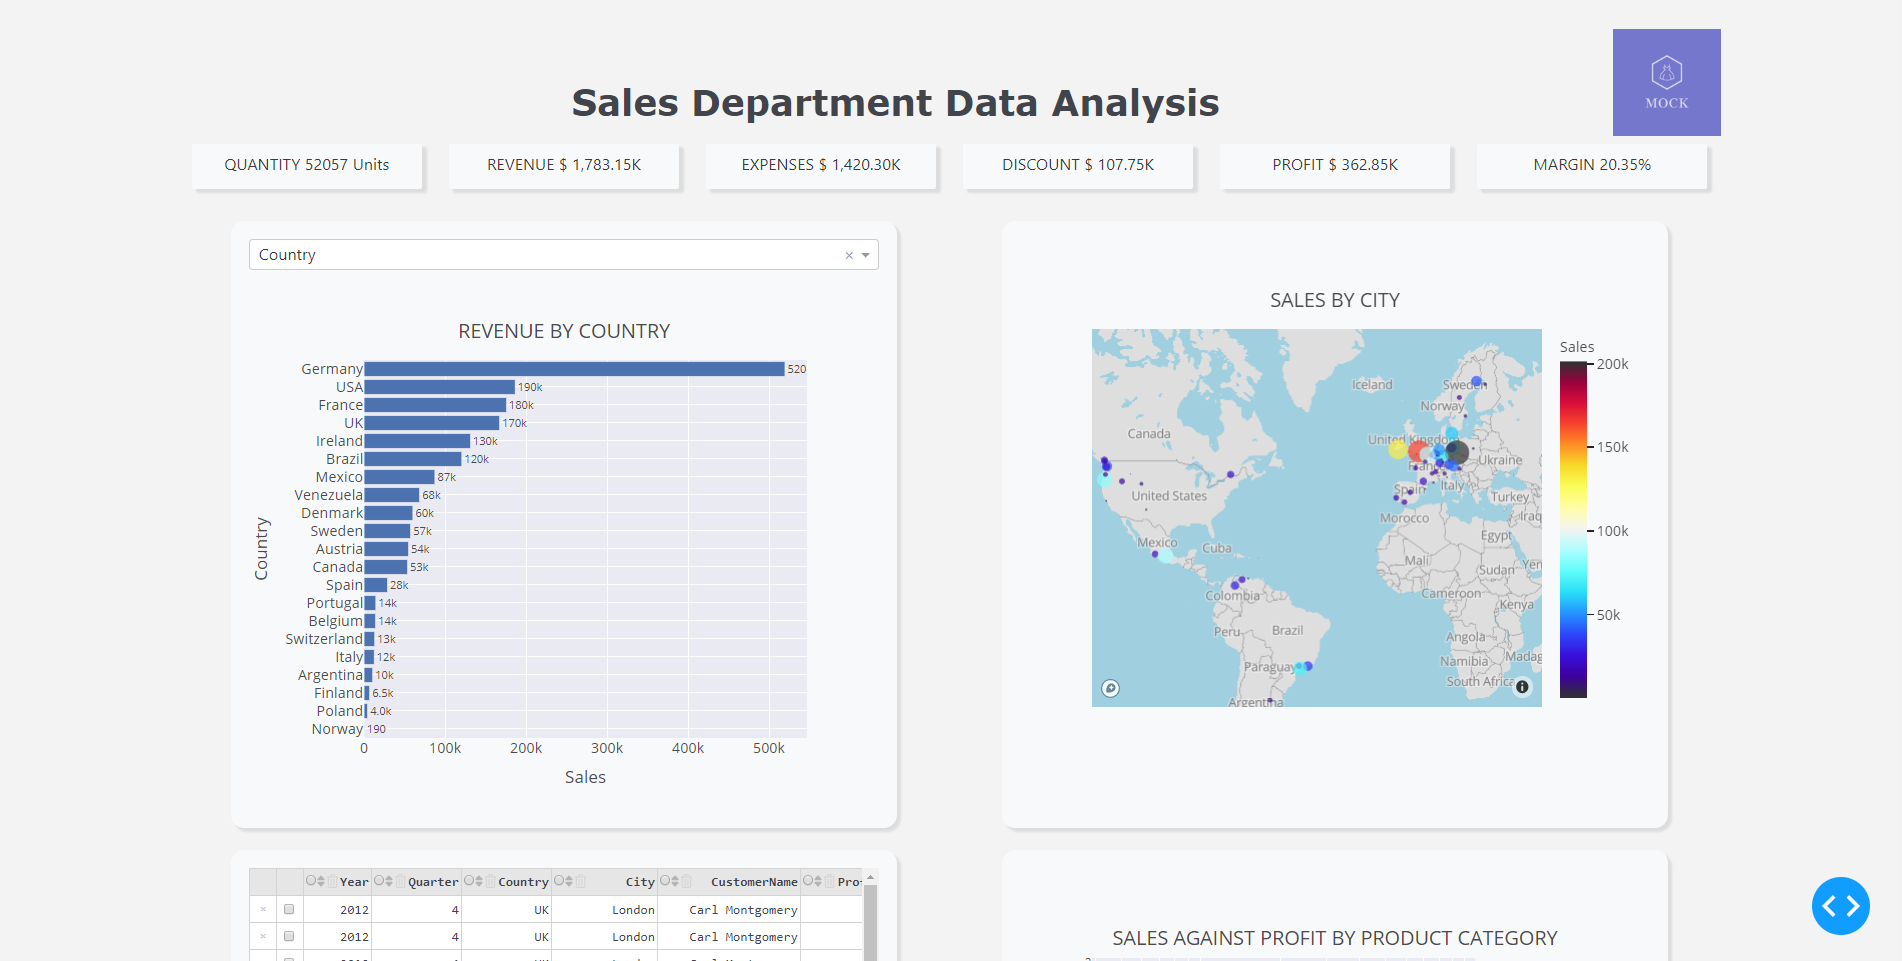 MOCK
Sales Department Data Analysis
QUANTITY 52057 Units
REVENUE $ 1,783.15K
EXPENSES $ 1,420.30K
DISCOUNT $ 107.75K
PROFIT $ 362.85K
MARGIN 20.35%
Country
REVENUE BY COUNTRY
Country
Germany 520
USA 190k
France 180k
UK 170k
Ireland 130k
Brazil 120k
Mexico 87k
Venezuela 68k
Denmark 60k
Sweden 57k
Austria 54k
Canada 53k
Spain 28k
Portugal 14k
Belgium 14k
Switzerland 13k
Italy 12k
Argentina 10k
Finland 6.5k
Poland 4.0k
Norway 190
0 100k 200k 300k 400k 500k
Sales
SALES BY CITY
Iceland
Sweden
Norway
Canada
United Kingdom
France
Ukraine
United States
Spain
Italy
Turkey
Morocco
Iraq
Mexico
Cuba
Egypt
Mali
Sudan
Yen
Colombia
Cameroon
Kenya
Peru
Brazil
Angola
Paraguay
Namibia
Madag
South Africa
Argentina
Sales
200k
150k
100k
50k
Year Quarter Country City CustomerName Pro
2012 4 UK London Carl Montgomery
2012 4 UK London Carl Montgomery
SALES AGAINST PROFIT BY PRODUCT CATEGORY